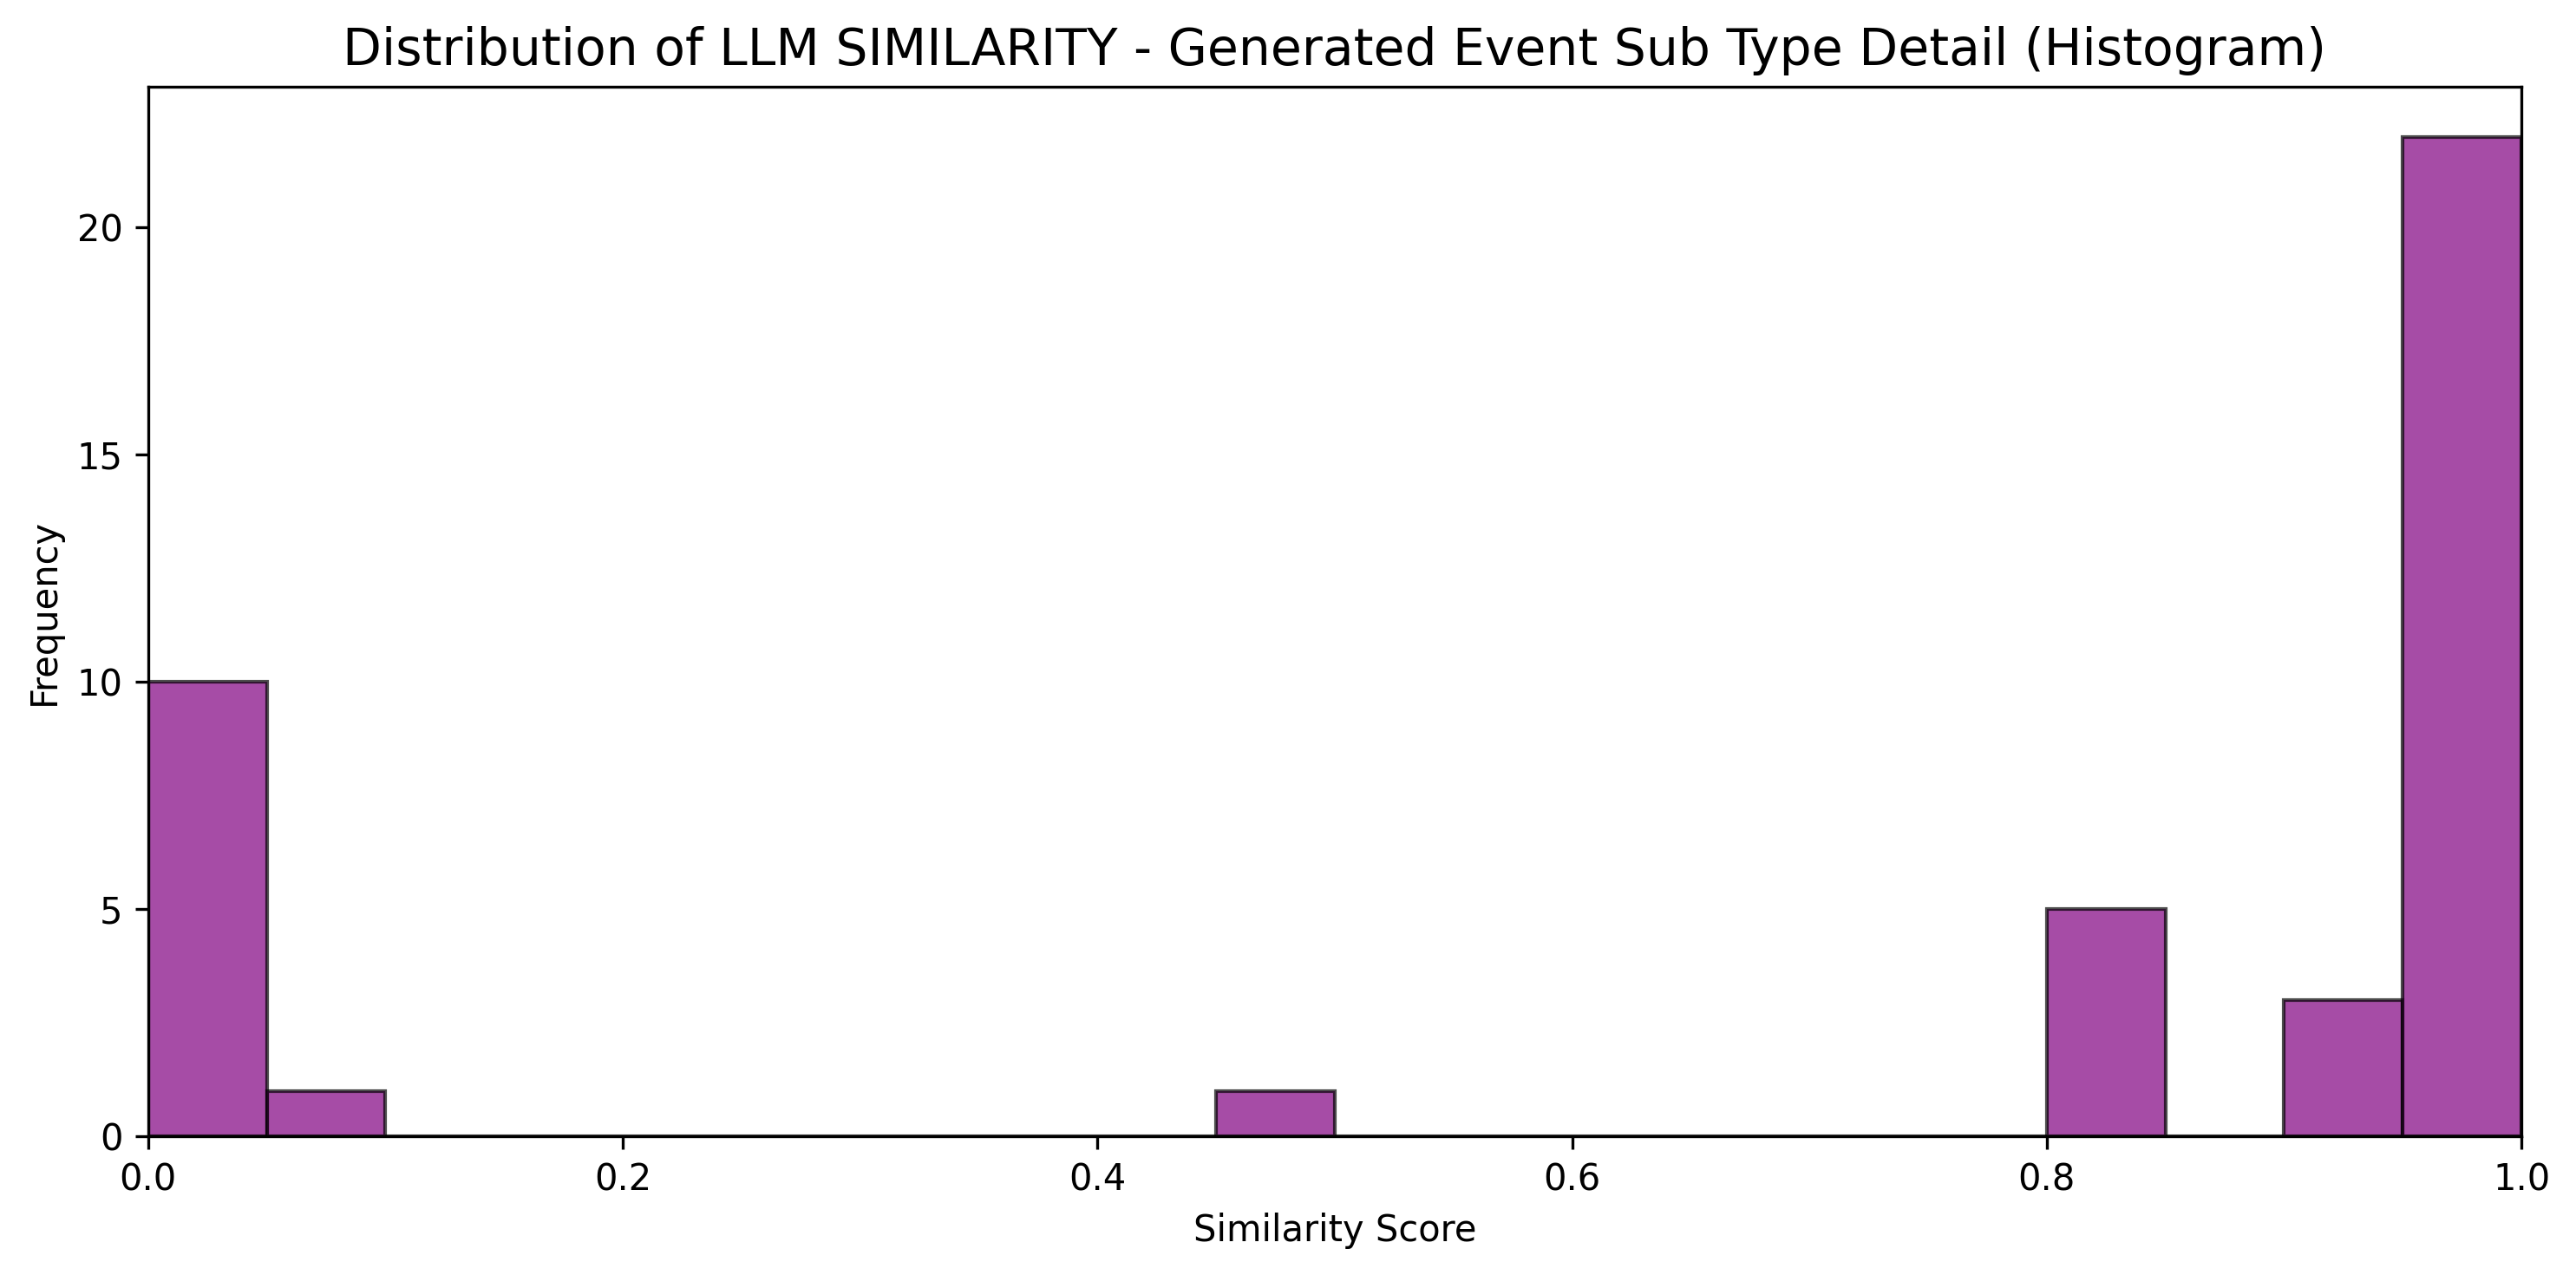 Distribution of LLM SIMILARITY - Generated Event Sub Type Detail (Histogram)
Frequency
20
15
10
5
0
0.0 0.2 0.4 0.6 0.8 1.0
Similarity Score